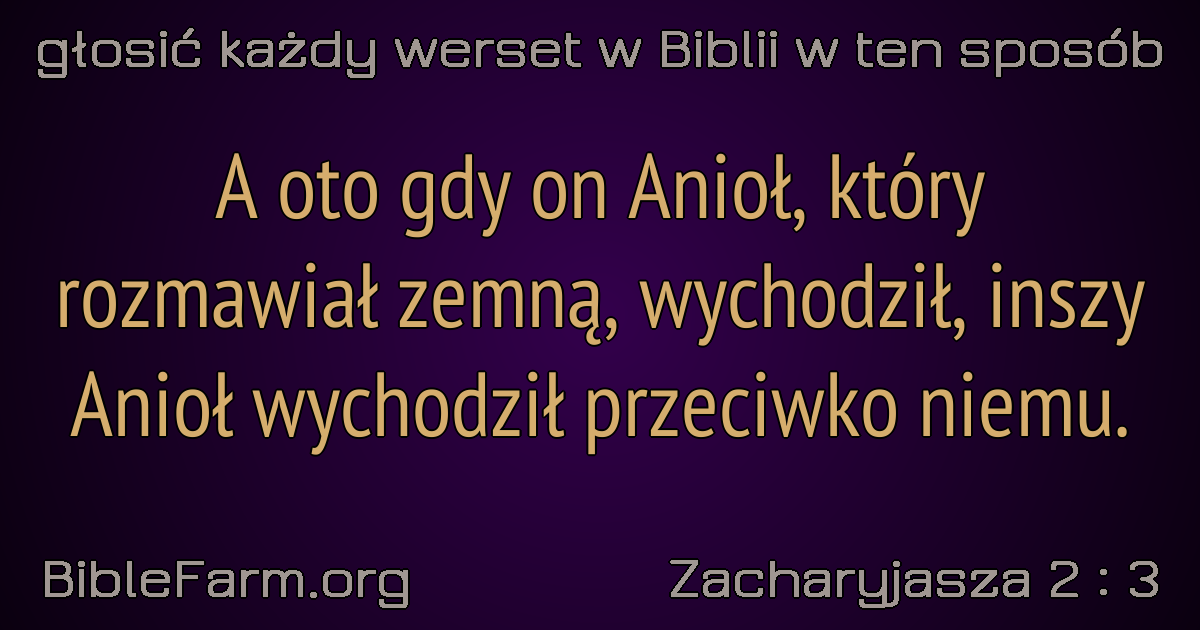 głosić każdy werset w Biblii w ten sposób
A oto gdy on Anioł, który
rozmawiał zemną, wychodził, inszy
Anioł wychodził przeciwko niemu.
BibleFarm.org
Zacharyjasza 2 : 3